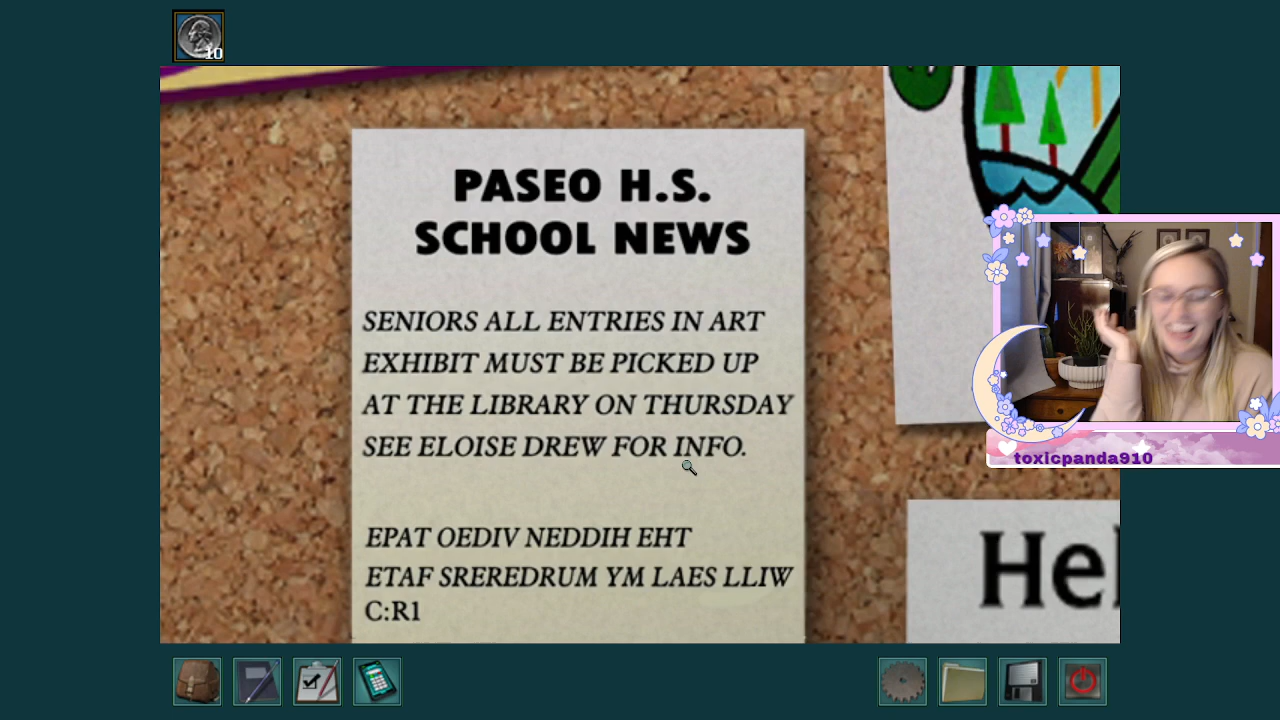 10
PASEO H.S.
SCHOOL NEWS
SENIORS ALL ENTRIES IN ART
EXHIBIT MUST BE PICKED UP
AT THE LIBRARY ON THURSDAY
SEE ELOISE DREW FOR INFO.
EPAT OEDIV NEDDIH EHT
ETAF SREREDRUM YM LAES LLIW
C:R1
toxicpanda910
Hel